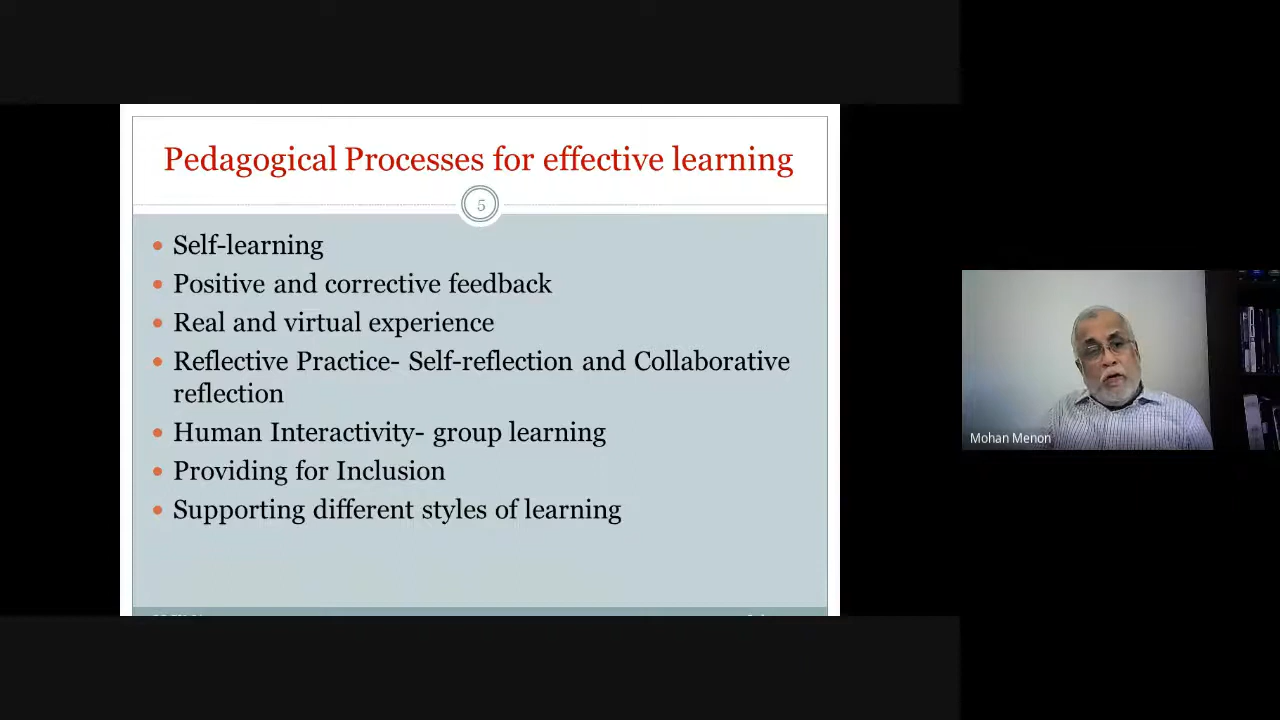 Pedagogical Processes for effective learning
5
Self-learning
Positive and corrective feedback
Real and virtual experience
Reflective Practice- Self-reflection and Collaborative
reflection
Human Interactivity- group learning
Providing for Inclusion
Supporting different styles of learning
Mohan Menon